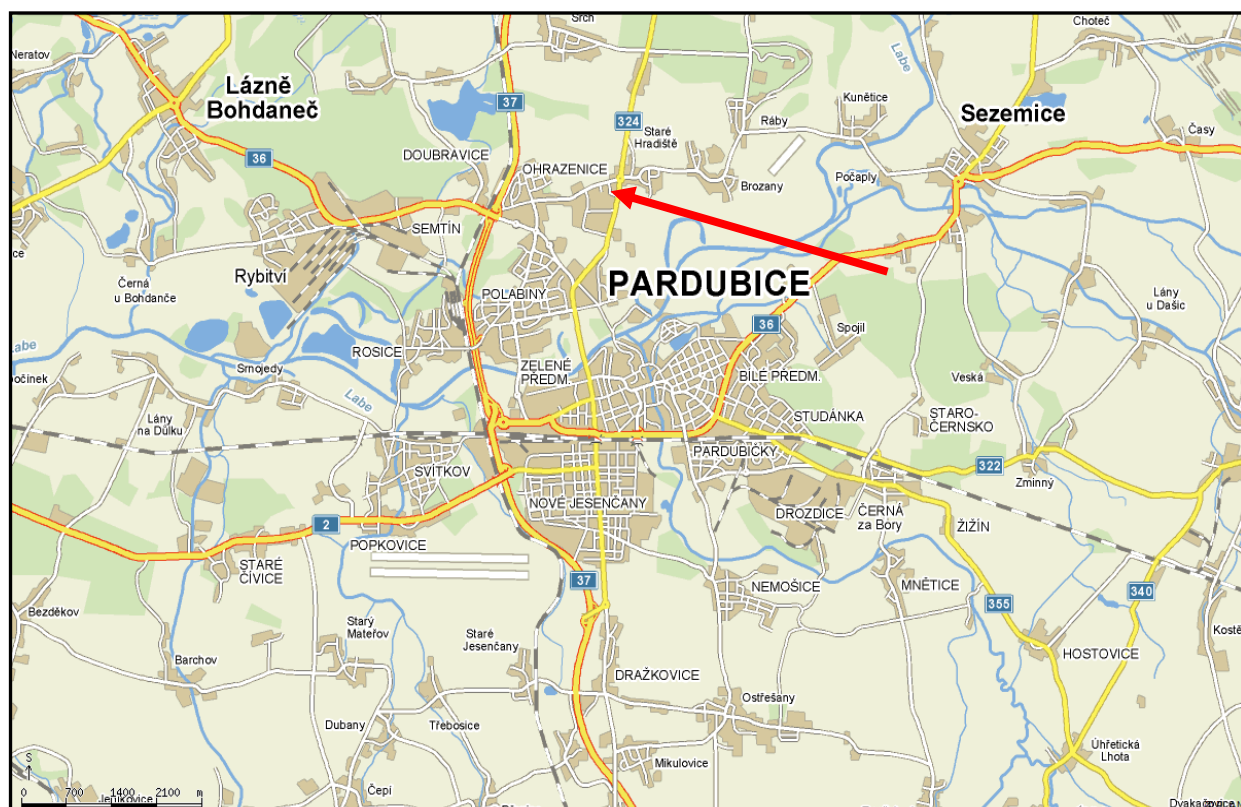 Srch
Choteč
Neratov
Labe
Lázně
Bohdaneč
37
Kunětice
Sezemice
324
Staré
Hradiště
Ráby
Časy
36
DOUBRAVICE
OHRAZENICE
Počaply
Brozany
SEMTÍN
Rybitví
PARDUBICE
Černá
u Bohdanče
POLABINY
Lány
u Dašic
36
Spojil
Labe
ROSICE
Srnojedy
ZELENÉ
PŘEDM.
BÍLÉ PŘEDM.
Veská
Labe
Lány
na Důlku
STUDÁNKA
STARO-
ČERNSKO
PARDUBIČKY
SVÍTKOV
322
Zminný
NOVÉ JESENČANY
DROZDICE
ČERNÁ
za Bory
2
POPKOVICE
ŽIŽÍN
STARÉ
ČÍVICE
37
NEMOŠICE
MNĚTICE
340
355
Bezděkov
Starý
Mateřov
Staré
Jesenčany
HOSTOVICE
Barchov
DRAŽKOVICE
Ostřešany
Dubany
Třebosice
Úhřetická
Lhota
S
Mikulovice
Čepí
0 700 1400 2100 m
Jeníkovice